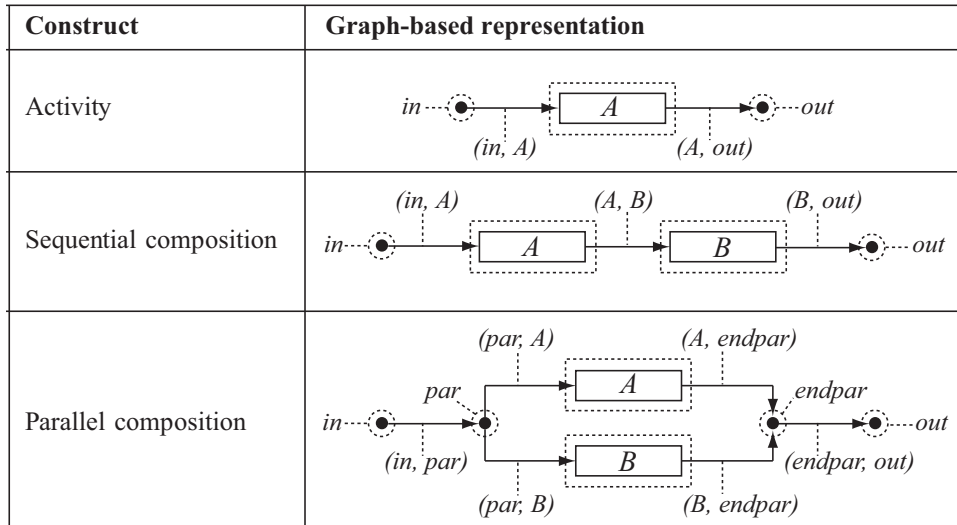 Construct
Graph-based representation
Activity
in
A
out
(in, A)
(A, out)
(in, A)
(A, B)
(B, out)
Sequential composition
in
A
B
out
(par, A)
(A, endpar)
par
A
endpar
Parallel composition
in
out
(in, par)
B
(endpar, out)
(par, B)
(B, endpar)